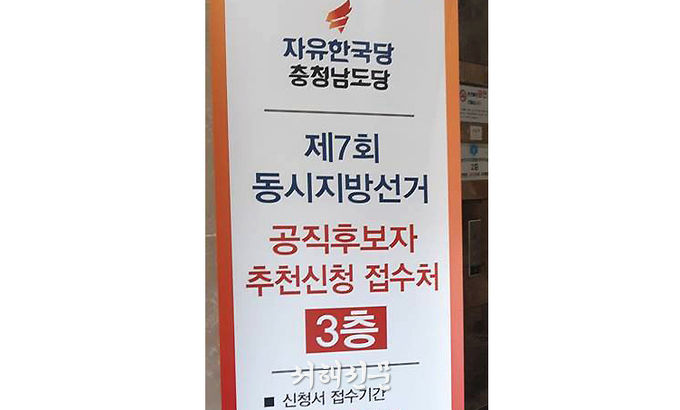 자유한국당
충청남도당
제7회
동시지방선거
공직후보자
추천신청 접수처
3층
■ 신청서 접수기간